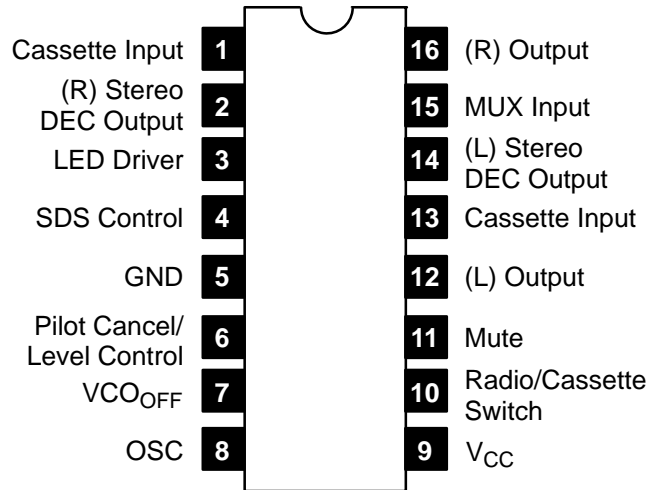 Cassette Input 1
(R) Stereo
DEC Output 2
LED Driver 3
SDS Control 4
GND 5
Pilot Cancel/
Level Control 6
VCOOFF 7
OSC 8
16 (R) Output
15 MUX Input
14 (L) Stereo
DEC Output
13 Cassette Input
12 (L) Output
11 Mute
10 Radio/Cassette
Switch
9 VCC